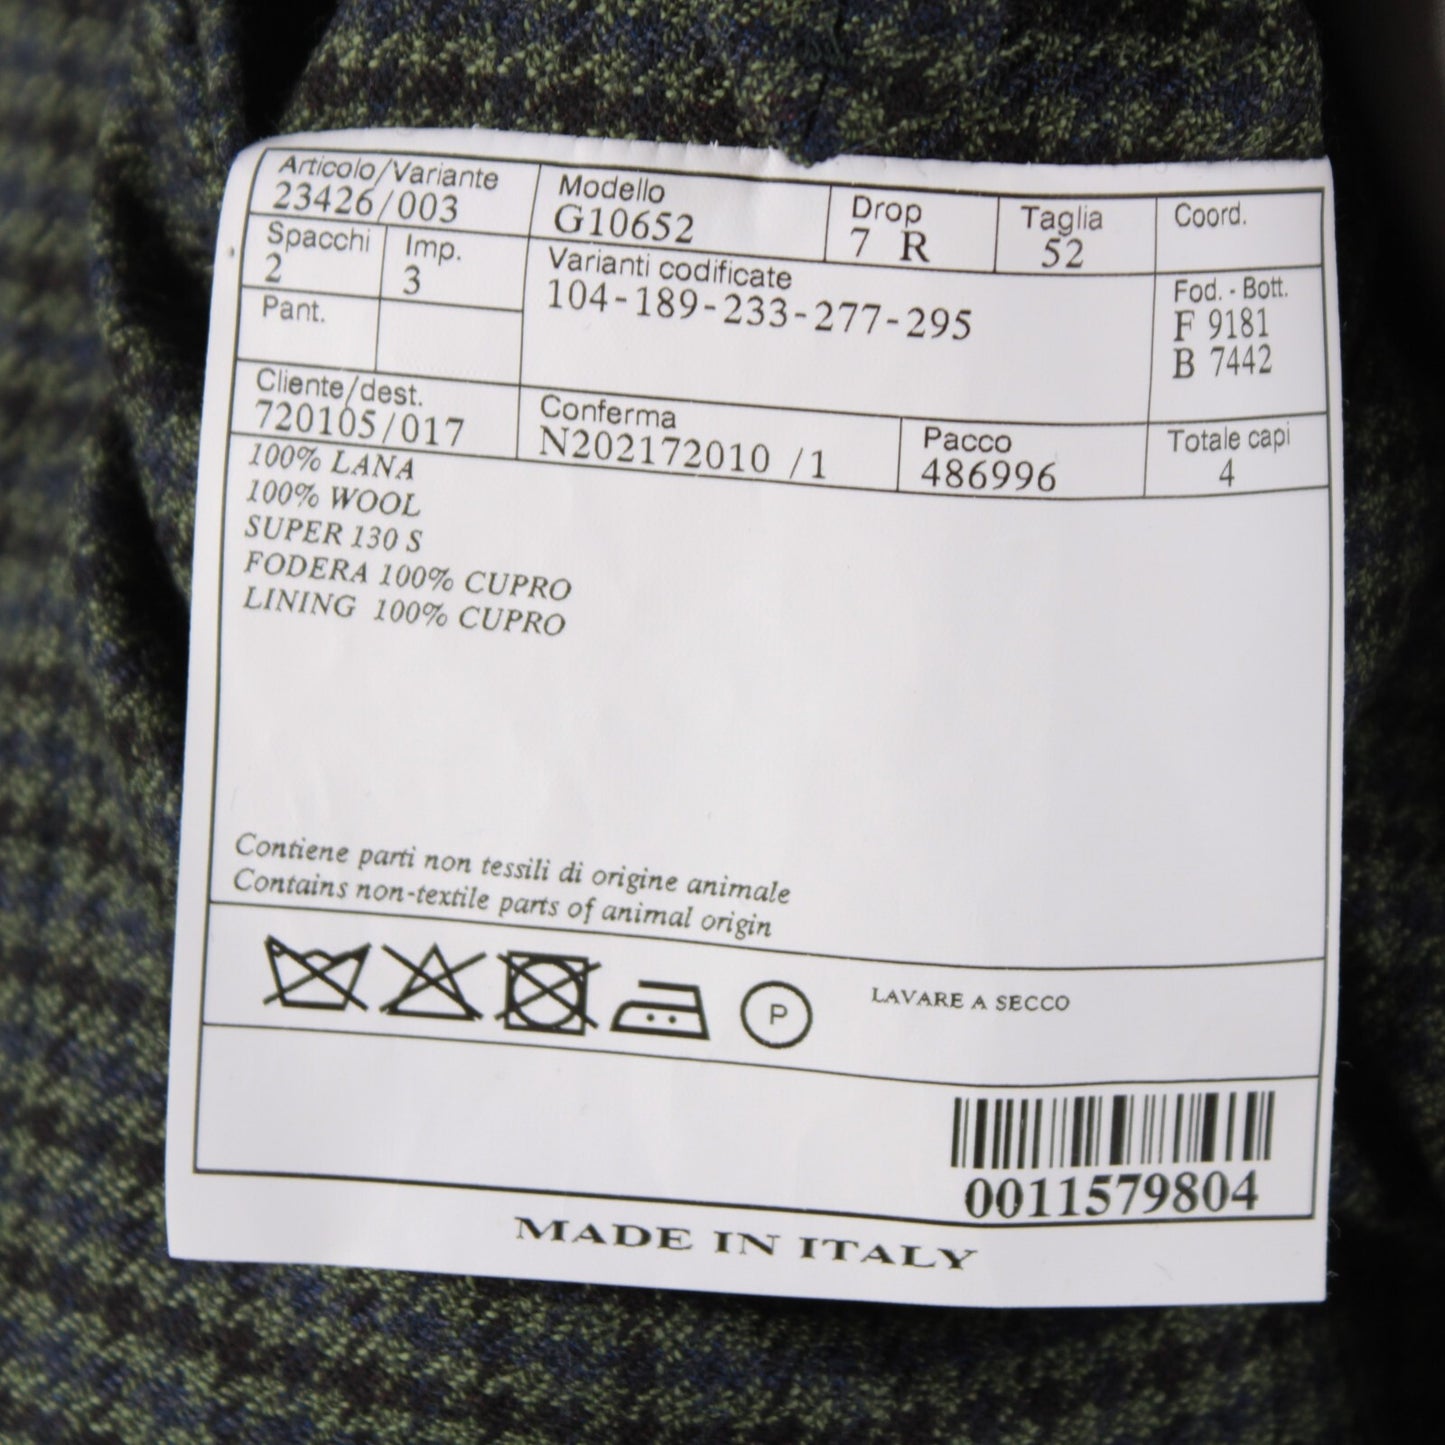 Articolo/Variante
23426/003
Modello
G10652
Drop
7 R
Taglia
52
Coord.
Spacchi
2
Imp.
3
Varianti codificate
104-189-233-277-295
Fod. - Bott.
F 9181
B 7442
Pant.
Cliente/dest.
720105/017
Conferma
N202172010 /1
Pacco
486996
Totale capi
4
100% LANA
100% WOOL
SUPER 130 S
FODERA 100% CUPRO
LINING 100% CUPRO
Contiene parti non tessili di origine animale
Contains non-textile parts of animal origin
P
LAVARE A SECCO
0011579804
MADE IN ITALY